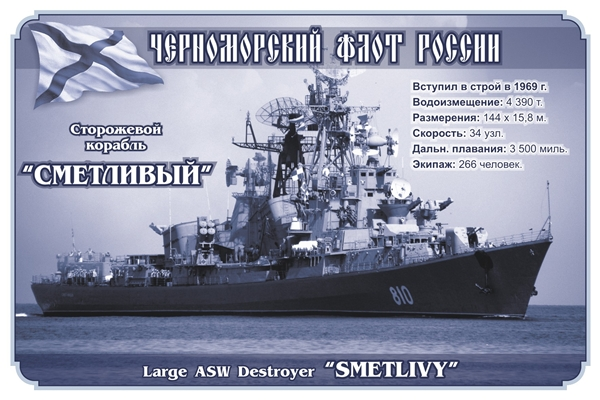 ЧЕРНОМОРСКИЙ ФЛОТ РОССИИ
Вступил в строй в 1969 г.
Водоизмещение: 4 390 т.
Размерения: 144 х 15,8 м.
Скорость: 34 узл.
Дальн. плавания: 3 500 миль.
Экипаж: 266 человек.
Сторожевой
корабль
"СМЕТЛИВЫЙ"
810
Large ASW Destroyer "SMETLIVY"